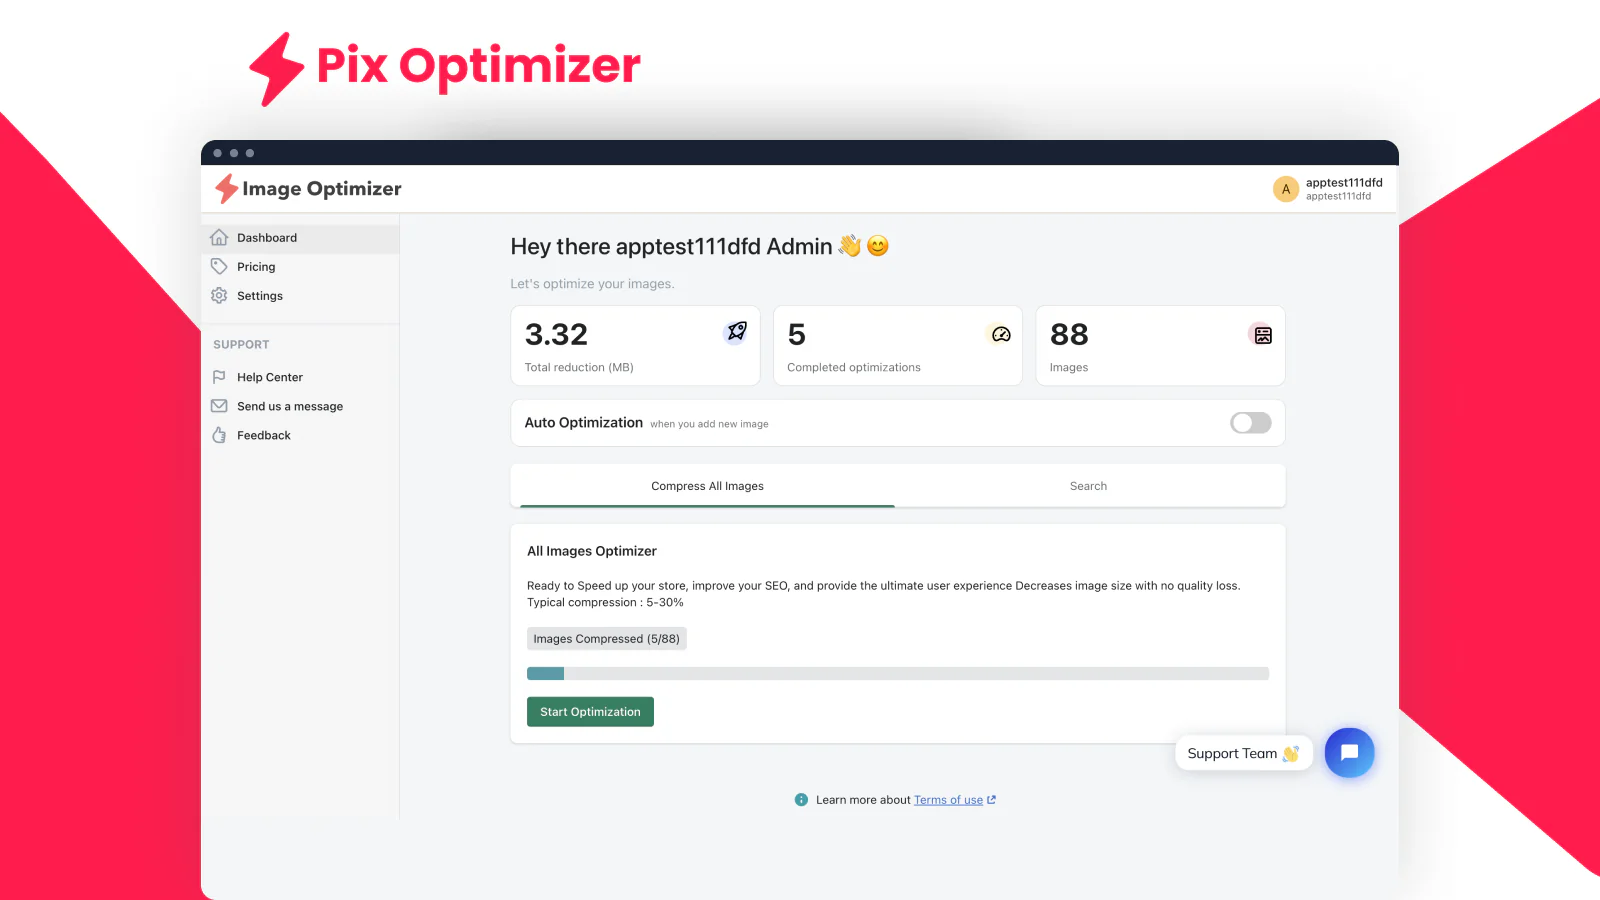 Pix Optimizer
Image Optimizer
A
apptest111dfd
apptest111dfd
Dashboard
Pricing
Settings
SUPPORT
Help Center
Send us a message
Feedback
Hey there apptest111dfd Admin 👋😊
Let's optimize your images.
3.32
Total reduction (MB)
5
Completed optimizations
88
Images
Auto Optimization when you add new image
Compress All Images
Search
All Images Optimizer
Ready to Speed up your store, improve your SEO, and provide the ultimate user experience Decreases image size with no quality loss.
Typical compression : 5-30%
Images Compressed (5/88)
Start Optimization
Support Team 👋
Learn more about Terms of use